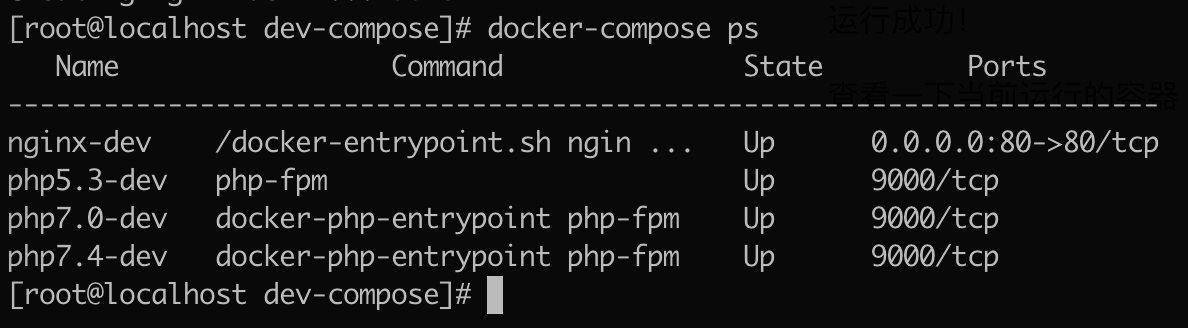 [root@localhost dev-compose]# docker-compose ps
运行成功!
Name Command State Ports
查看一下当前运行的容器
--------------------------------------------------------------------------
nginx-dev /docker-entrypoint.sh ngin ... Up 0.0.0.0:80->80/tcp
php5.3-dev php-fpm Up 9000/tcp
php7.0-dev docker-php-entrypoint php-fpm Up 9000/tcp
php7.4-dev docker-php-entrypoint php-fpm Up 9000/tcp
[root@localhost dev-compose]#